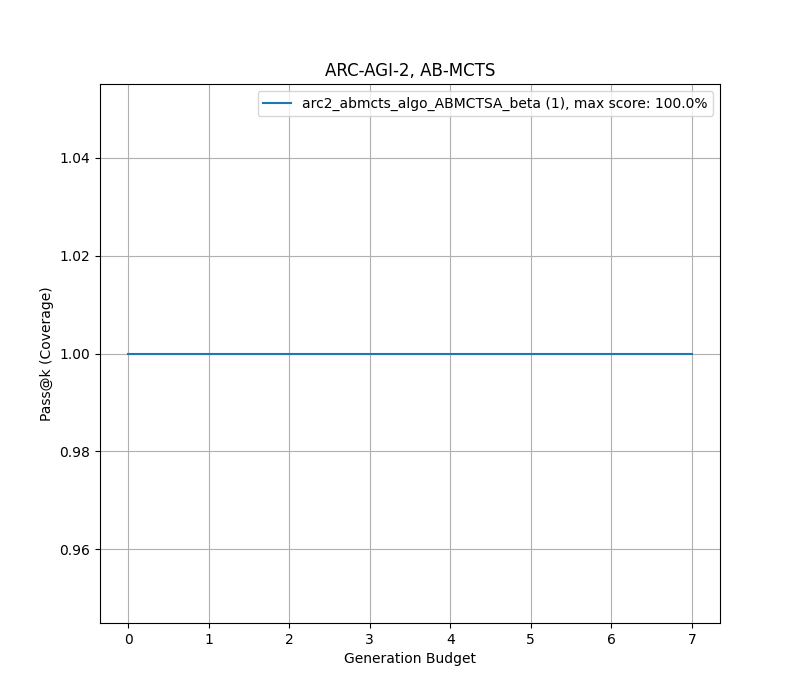 ARC-AGI-2, AB-MCTS
arc2_abmcts_algo_ABMCTSA_beta (1), max score: 100.0%
1.04
1.02
1.00
0.98
0.96
Pass@k (Coverage)
0 1 2 3 4 5 6 7
Generation Budget